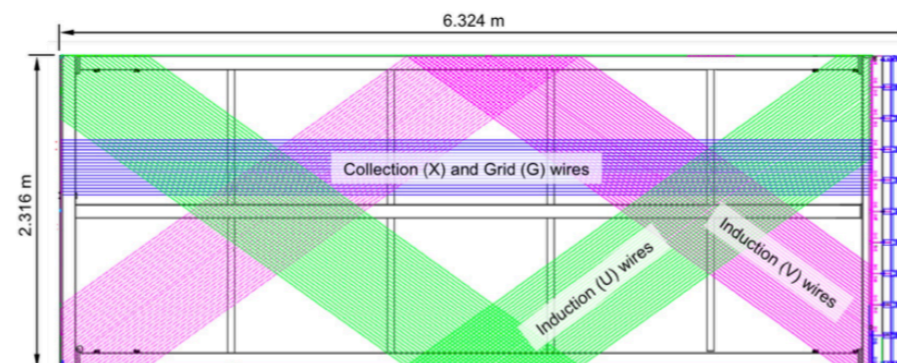 6.324 m
2.316 m
Collection (X) and Grid (G) wires
Induction (U) wires
Induction (V) wires